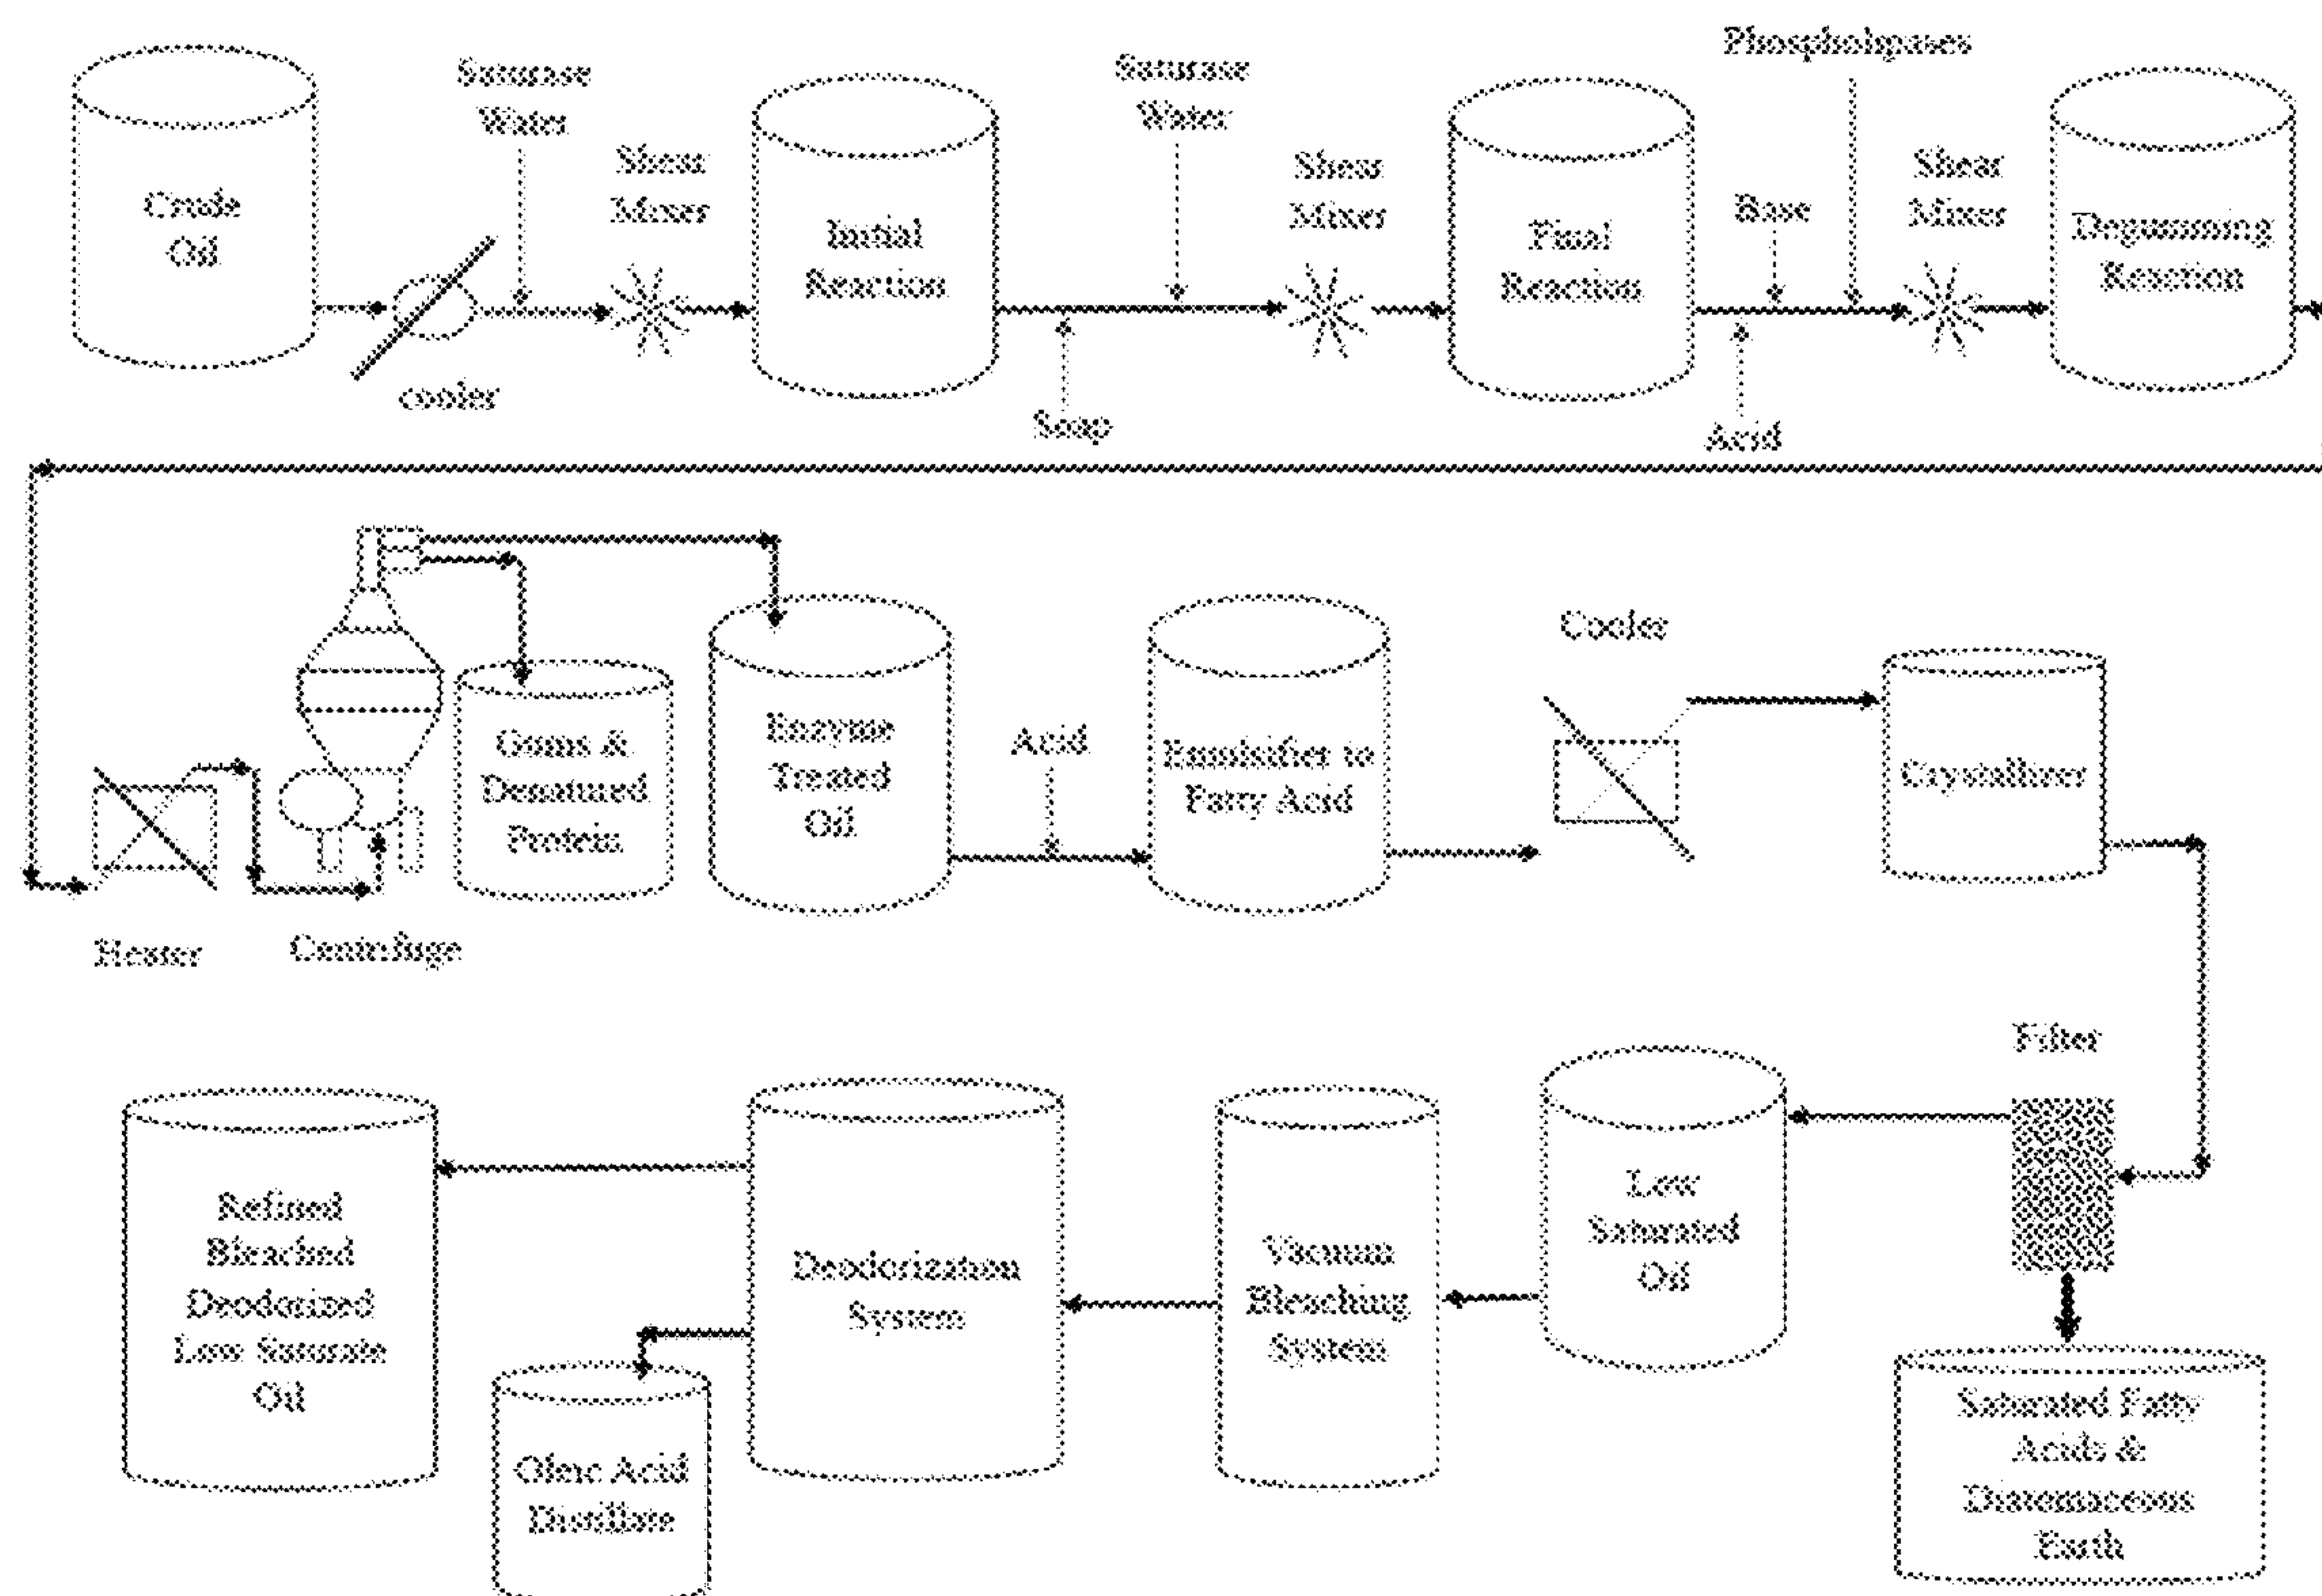 Phospholipases
Saturase
Water
Saturase
Water
Shear
Mixer
Shear
Mixer
Shear
Mixer
Crude
Oil
Initial
Reaction
Final
Reaction
Base
Degumming
Reaction
cooler
Soap
Acid
Cooler
Gums &
Denatured
Protein
Enzyme
Treated
Oil
Acid
Emulsifier to
Fatty Acid
Crystallizer
Heater
Centrifuge
Filter
Refined
Bleached
Deodorized
Low Saturate
Oil
Deodorization
System
Vacuum
Bleaching
System
Low
Saturated
Oil
Oleic Acid
Distillate
Saturated Fatty
Acids &
Diatomaceous
Earth